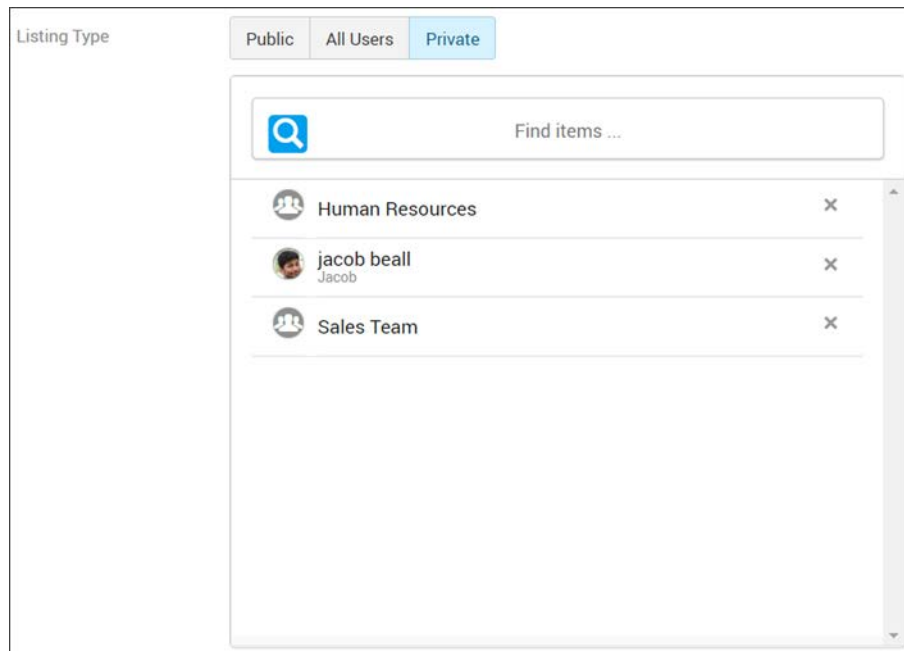 Listing Type
Public All Users Private
Find items ...
Human Resources
jacob beall
Jacob
Sales Team